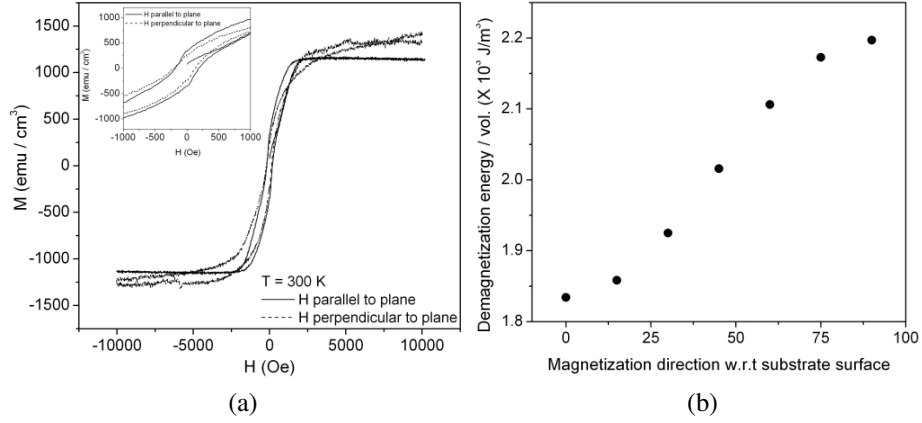 1500
1000
500
0
-500
-1000
-1500
M (emu / cm³)
-10000 -5000 0 5000 10000
H (Oe)
T = 300 K
H parallel to plane
H perpendicular to plane
1000
500
0
-500
-1000
M (emu / cm³)
-1000 -500 0 500 1000
H (Oe)
H parallel to plane
H perpendicular to plane
(a)
2.2
2.1
2.0
1.9
1.8
Demagnetization energy / vol. (X 10⁵ J/m³)
0 25 50 75 100
Magnetization direction w.r.t substrate surface
(b)